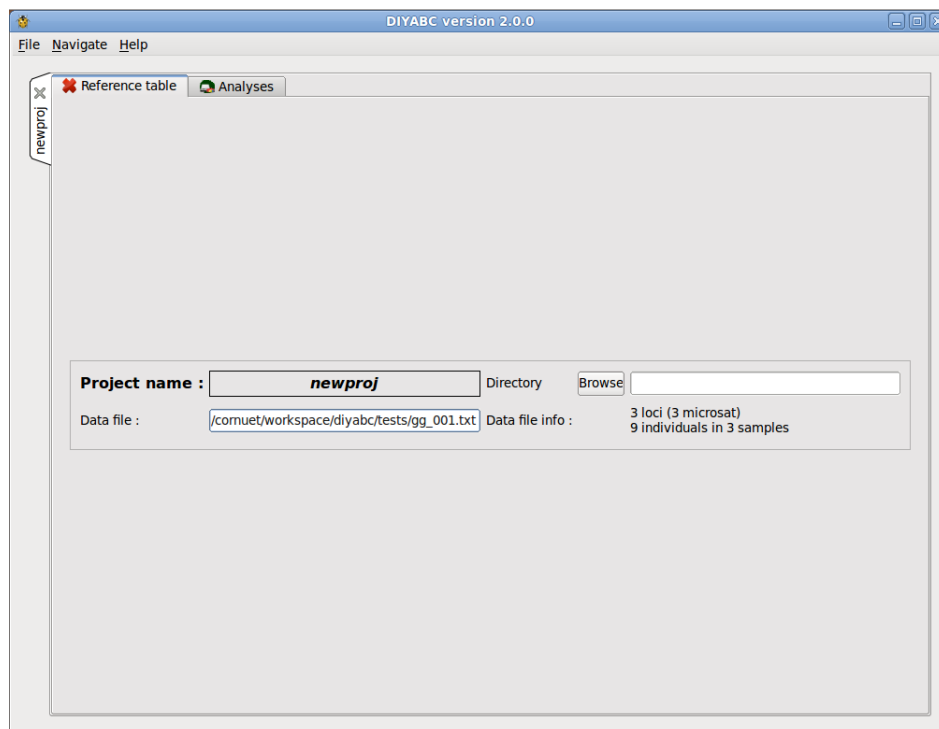 DIYABC version 2.0.0
File Navigate Help
newproj
Reference table Analyses
Project name : newproj Directory Browse
Data file : /cornuet/workspace/diyabc/tests/gg_001.txt Data file info : 3 loci (3 microsat)
9 individuals in 3 samples